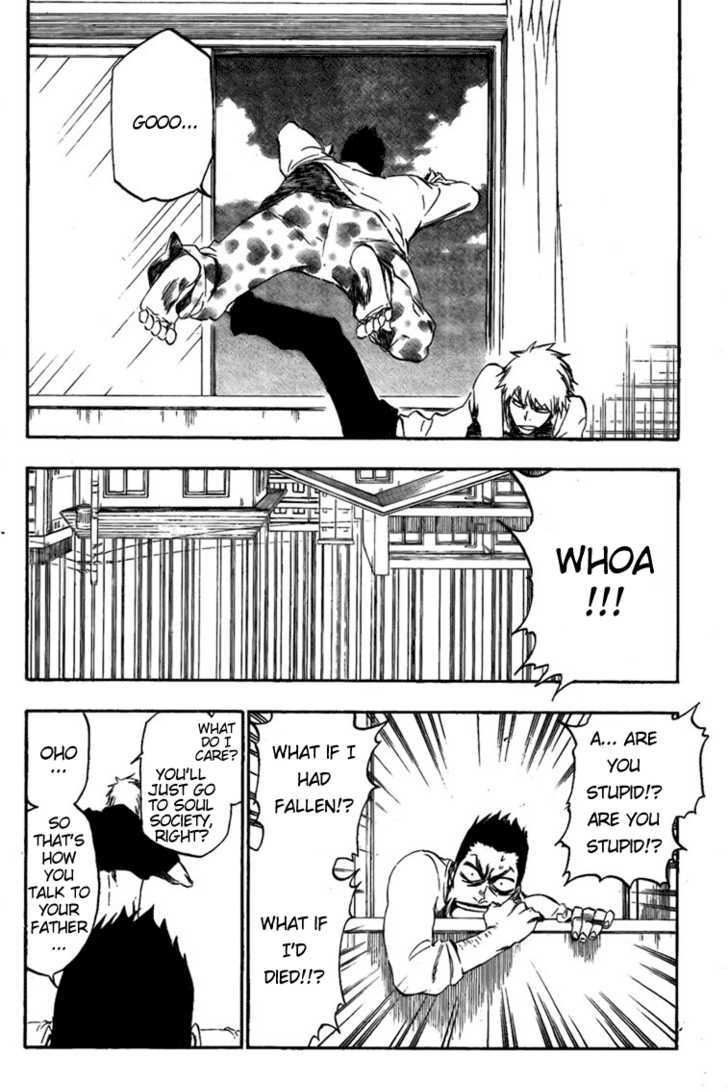 GOOO...
WHOA
!!!
A... ARE
YOU
STUPID!?
ARE YOU
STUPID!?
WHAT IF I
HAD
FALLEN!?
WHAT IF
I'D
DIED!!?
WHAT
DO I
CARE?
YOU'LL
JUST GO
TO SOUL
SOCIETY,
RIGHT?
OHO
...
SO
THAT'S
HOW
YOU
TALK TO
YOUR
FATHER
...